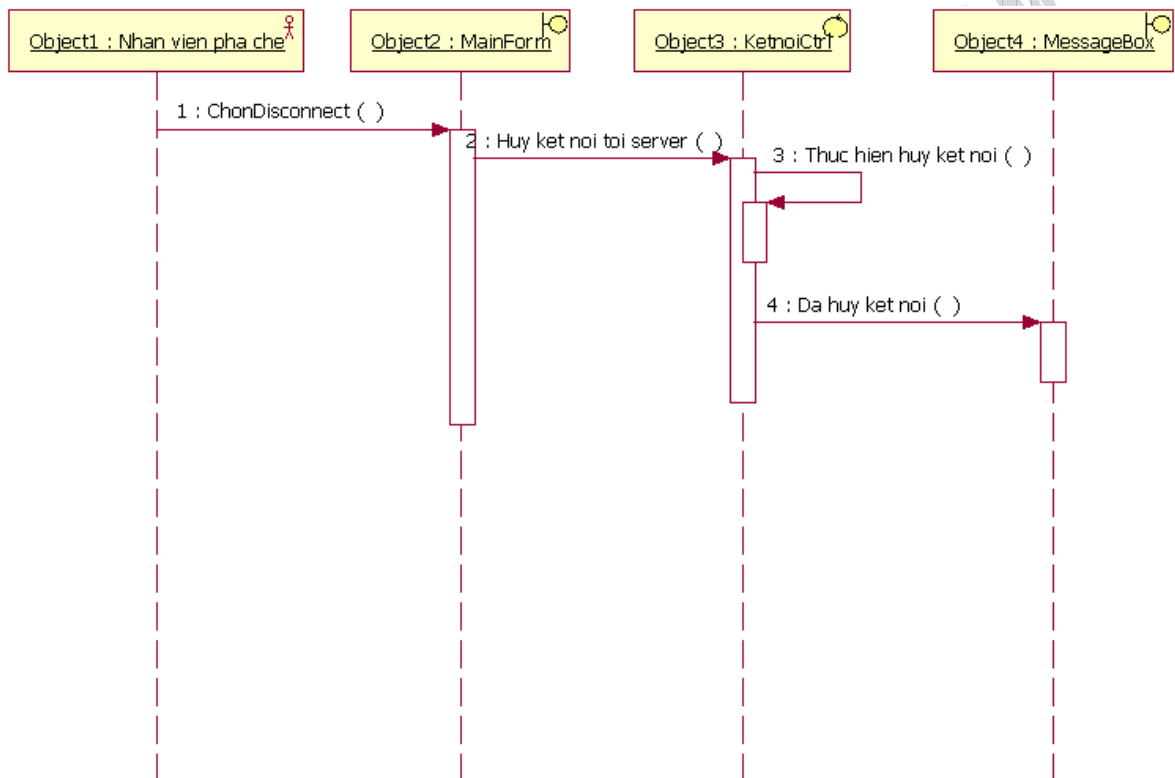 Object1 : Nhan vien pha che
Object2 : MainForm
Object3 : KetnoiCtrl
Object4 : MessageBox
1 : ChonDisconnect ( )
2 : Huy ket noi toi server ( )
3 : Thuc hien huy ket noi ( )
4 : Da huy ket noi ( )